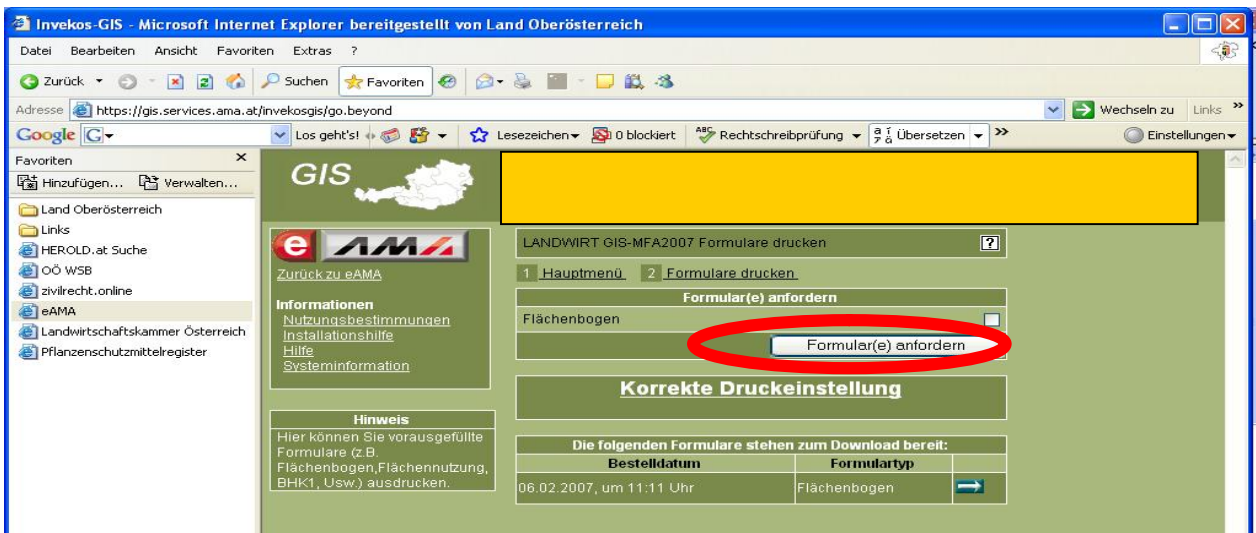 Invekos-GIS - Microsoft Internet Explorer bereitgestellt von Land Oberösterreich
Datei Bearbeiten Ansicht Favoriten Extras ?
Zurück Suchen Favoriten
Adresse https://gis.services.ama.at/invekosgis/go.beyond Wechseln zu Links »
Google G Los geht's! Lesezeichen 0 blockiert Rechtschreibprüfung Übersetzen » Einstellungen
Favoriten
Hinzufügen... Verwalten...
Land Oberösterreich
Links
HEROLD.at Suche
OÖ WSB
zivilrecht.online
eAMA
Landwirtschaftskammer Österreich
Pflanzenschutzmittelregister
GIS
e AMA
Zurück zu eAMA
Informationen
Nutzungsbestimmungen
Installationshilfe
Hilfe
Systeminformation
Hinweis
Hier können Sie vorausgefüllte
Formulare (z.B.
Flächenbogen,Flächennutzung,
BHK1, Usw.) ausdrucken.
LANDWIRT GIS-MFA2007 Formulare drucken ?
1 Hauptmenü 2 Formulare drucken
Formular(e) anfordern
Flächenbogen
Formular(e) anfordern
Korrekte Druckeinstellung
Die folgenden Formulare stehen zum Download bereit:
Bestelldatum Formulartyp
06.02.2007, um 11:11 Uhr Flächenbogen